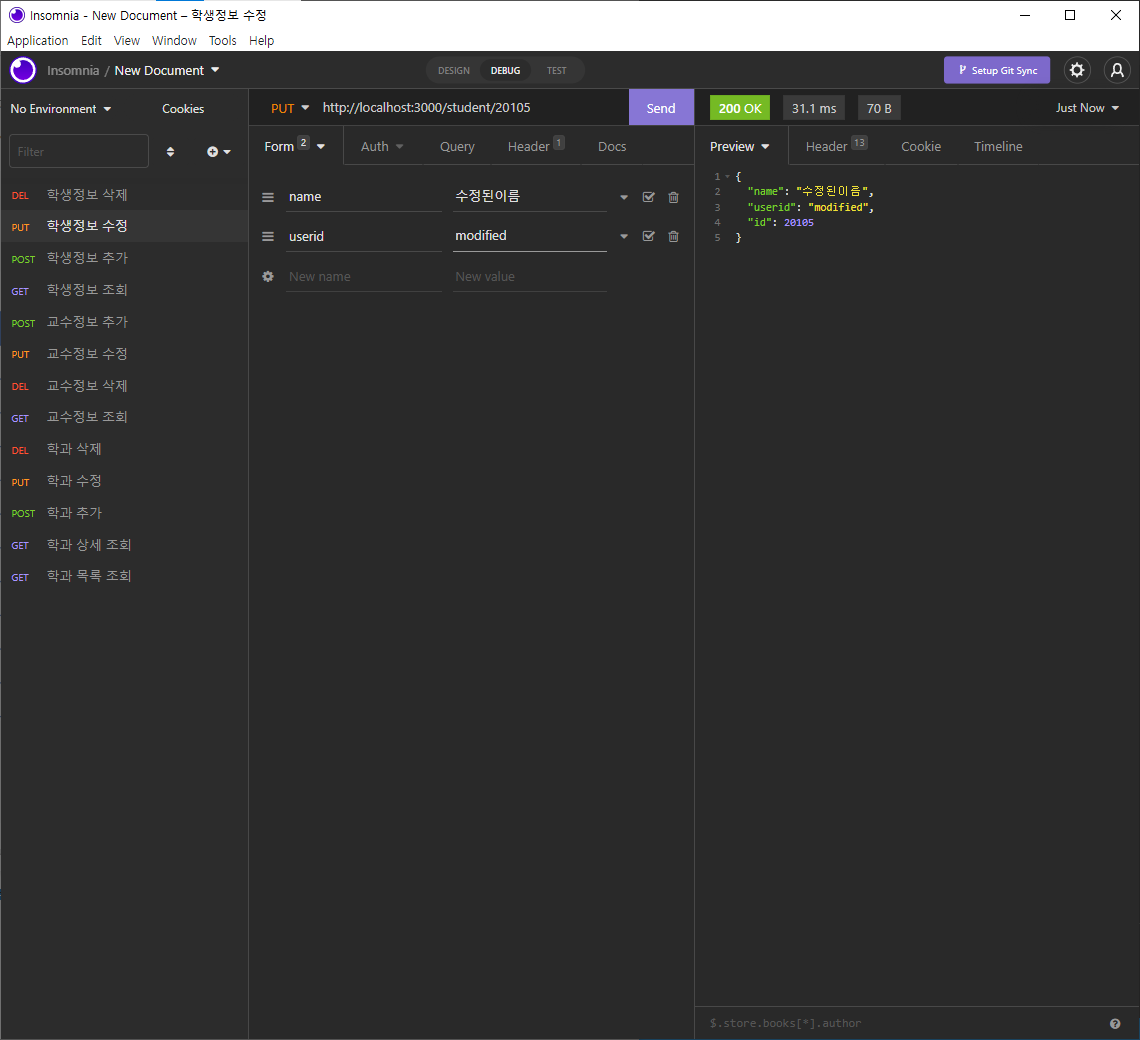 Insomnia - New Document – 학생정보 수정
Application Edit View Window Tools Help
Insomnia / New Document
DESIGN DEBUG TEST
Setup Git Sync
No Environment Cookies
Filter
DEL 학생정보 삭제
PUT 학생정보 수정
POST 학생정보 추가
GET 학생정보 조회
POST 교수정보 추가
PUT 교수정보 수정
DEL 교수정보 삭제
GET 교수정보 조회
DEL 학과 삭제
PUT 학과 수정
POST 학과 추가
GET 학과 상세 조회
GET 학과 목록 조회
PUT http://localhost:3000/student/20105 Send
Form 2 Auth Query Header 1 Docs
name 수정된이름
userid modified
New name New value
200 OK 31.1 ms 70 B Just Now
Preview Header 13 Cookie Timeline
1 {
2 "name": "수정된이름",
3 "userid": "modified",
4 "id": 20105
5 }
$.store.books[*].author